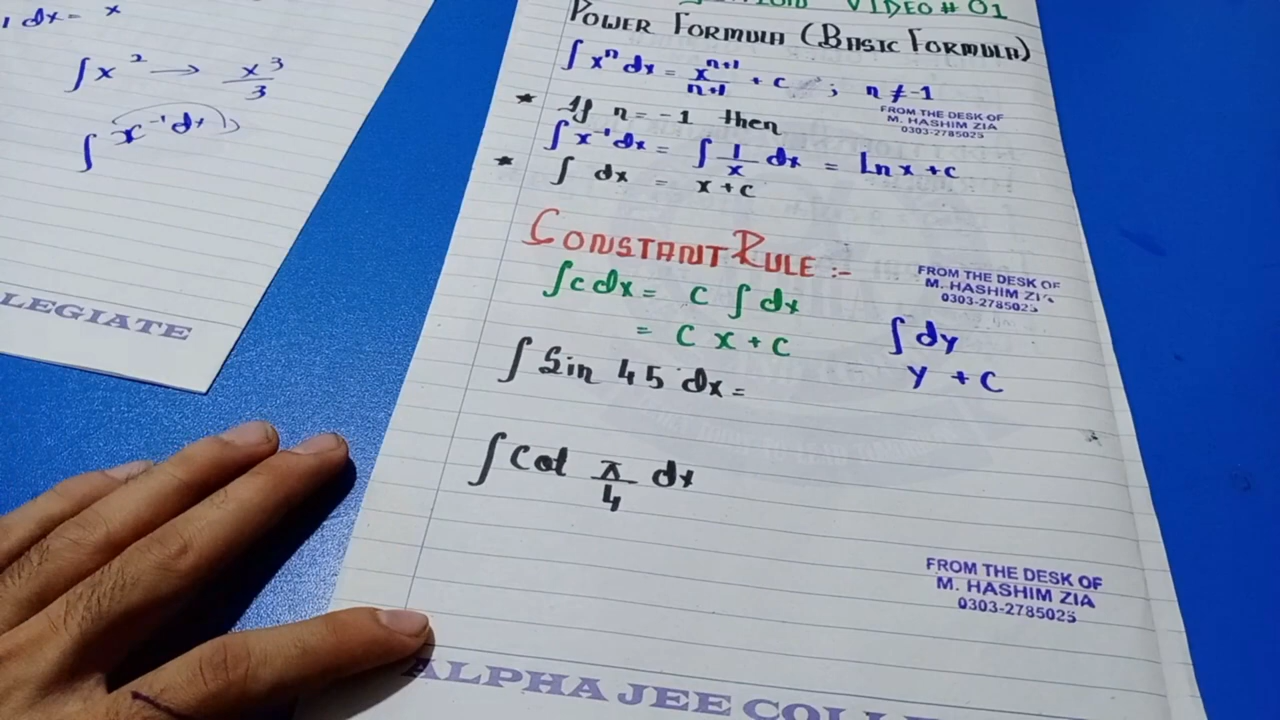 1 dx = x
∫x² → x³/3
∫ x⁻¹ dx
LEGIATE
VIDEO # 01
POWER FORMULA (BASIC FORMULA)
∫xⁿ dx = xⁿ⁺¹/n+1 + c ; n ≠ -1
FROM THE DESK OF
M. HASHIM ZIA
0303-2785025
* If n = -1 then
∫ x⁻¹ dx = ∫ 1/x dx = Ln x + c
* ∫ dx = x + c
CONSTANT RULE :-
FROM THE DESK OF
M. HASHIM ZIA
0303-2785025
∫c dx = c ∫ dx
= C x + c
∫ dy
y + c
∫ Sin 45 dx =
∫ Cot π/4 dx
FROM THE DESK OF
M. HASHIM ZIA
0303-2785025
ALPHA JEE COLL